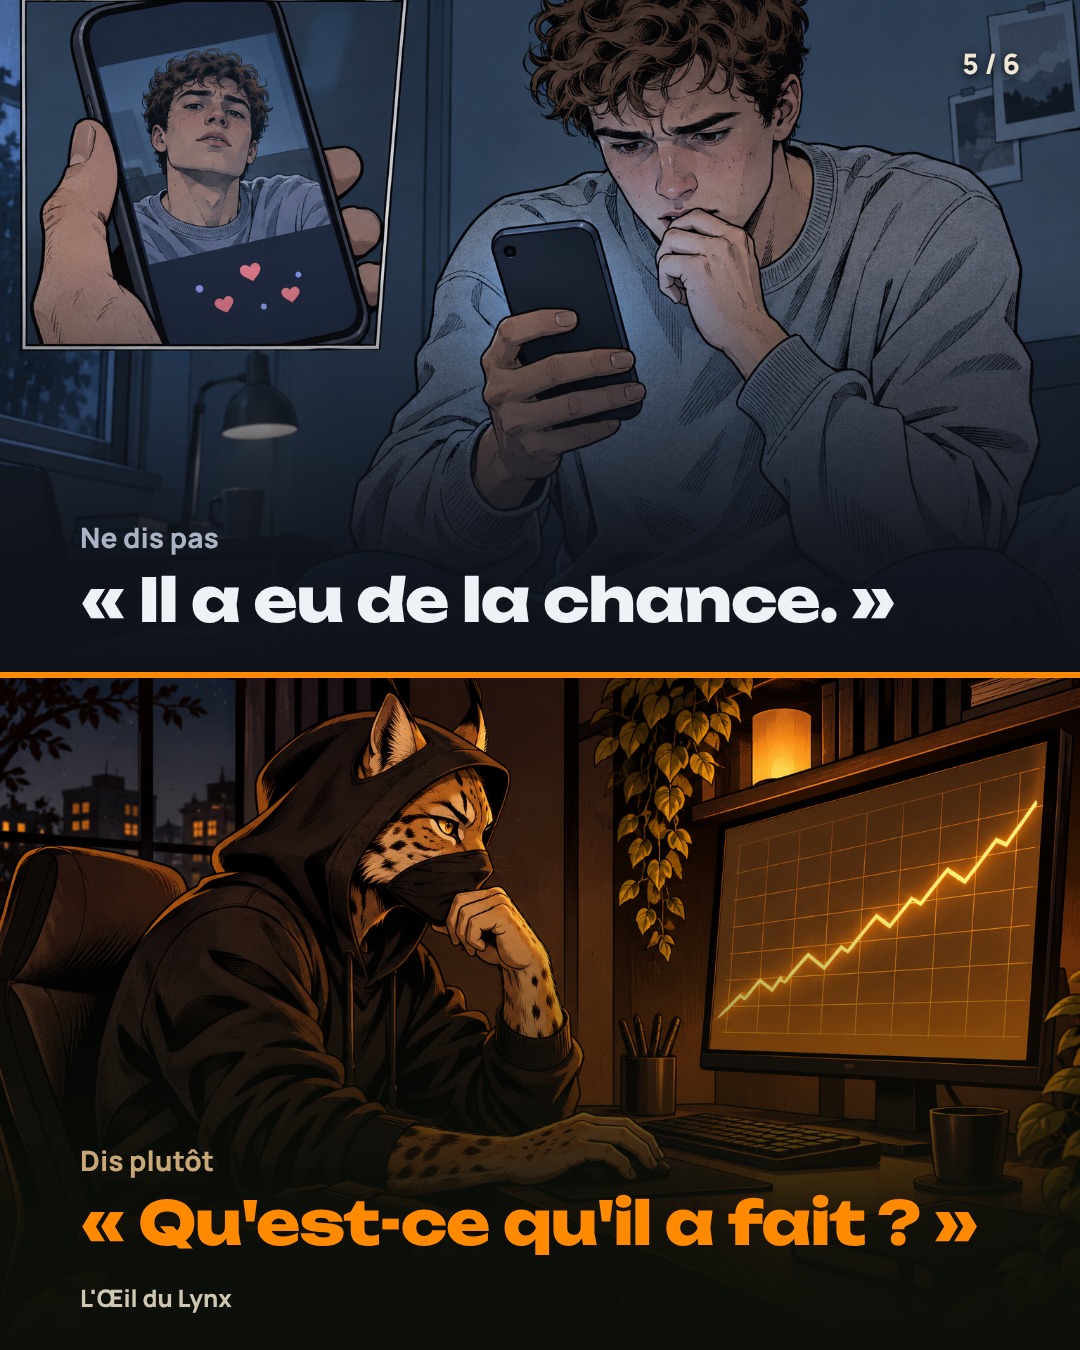 5 / 6
Ne dis pas
« Il a eu de la chance. »
Dis plutôt
« Qu'est-ce qu'il a fait ? »
L'Œil du Lynx